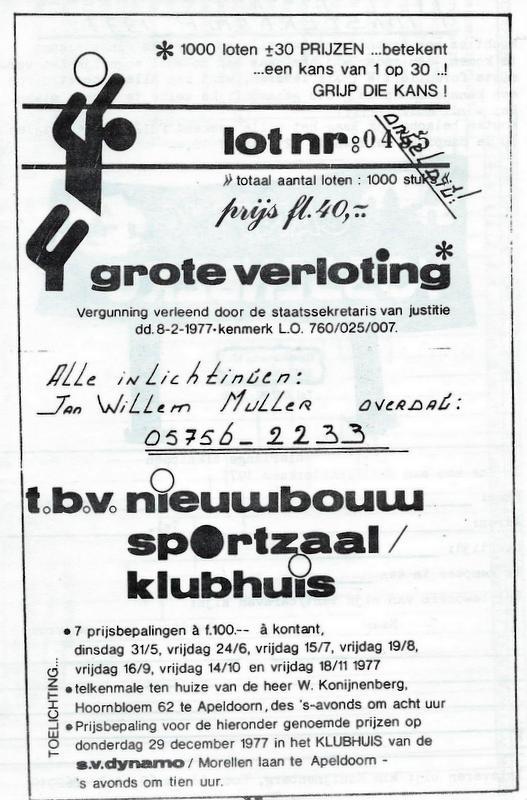 * 1000 loten ±30 PRIJZEN ...betekent
...een kans van 1 op 30 ..!
GRIJP DIE KANS !
lot nr: 0455
ONGELDIG!
» totaal aantal loten : 1000 stuks «
prijs fl. 40,--
grote verloting*
Vergunning verleend door de staatssekretaris van justitie
dd. 8-2-1977-kenmerk L.O. 760/025/007.
Alle inlichtingen:
Jan Willem Muller overdag:
05756-2233
t.b.v. nieuwbouw
sportzaal /
klubhuis
TOELICHTING...
• 7 prijsbepalingen à f.100.-- à kontant,
dinsdag 31/5, vrijdag 24/6, vrijdag 15/7, vrijdag 19/8,
vrijdag 16/9, vrijdag 14/10 en vrijdag 18/11 1977
• telkenmale ten huize van de heer W. Konijnenberg,
Hoornbloem 62 te Apeldoorn, des 's-avonds om acht uur
• Prijsbepaling voor de hieronder genoemde prijzen op
donderdag 29 december 1977 in het KLUBHUIS van de
s.v. dynamo / Morellen laan te Apeldoorn -
's avonds om tien uur.